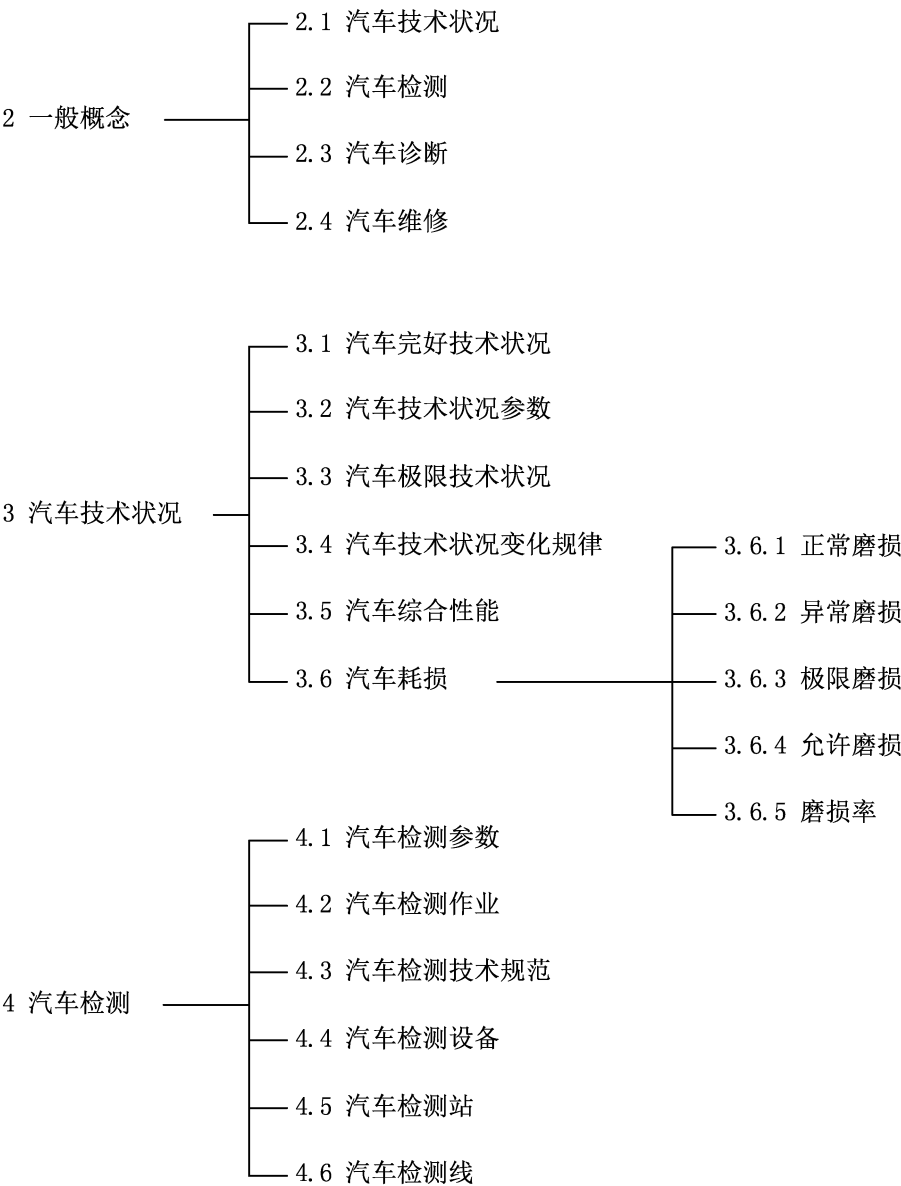 2 一般概念
2.1 汽车技术状况
2.2 汽车检测
2.3 汽车诊断
2.4 汽车维修
3 汽车技术状况
3.1 汽车完好技术状况
3.2 汽车技术状况参数
3.3 汽车极限技术状况
3.4 汽车技术状况变化规律
3.5 汽车综合性能
3.6 汽车耗损
3.6.1 正常磨损
3.6.2 异常磨损
3.6.3 极限磨损
3.6.4 允许磨损
3.6.5 磨损率
4 汽车检测
4.1 汽车检测参数
4.2 汽车检测作业
4.3 汽车检测技术规范
4.4 汽车检测设备
4.5 汽车检测站
4.6 汽车检测线